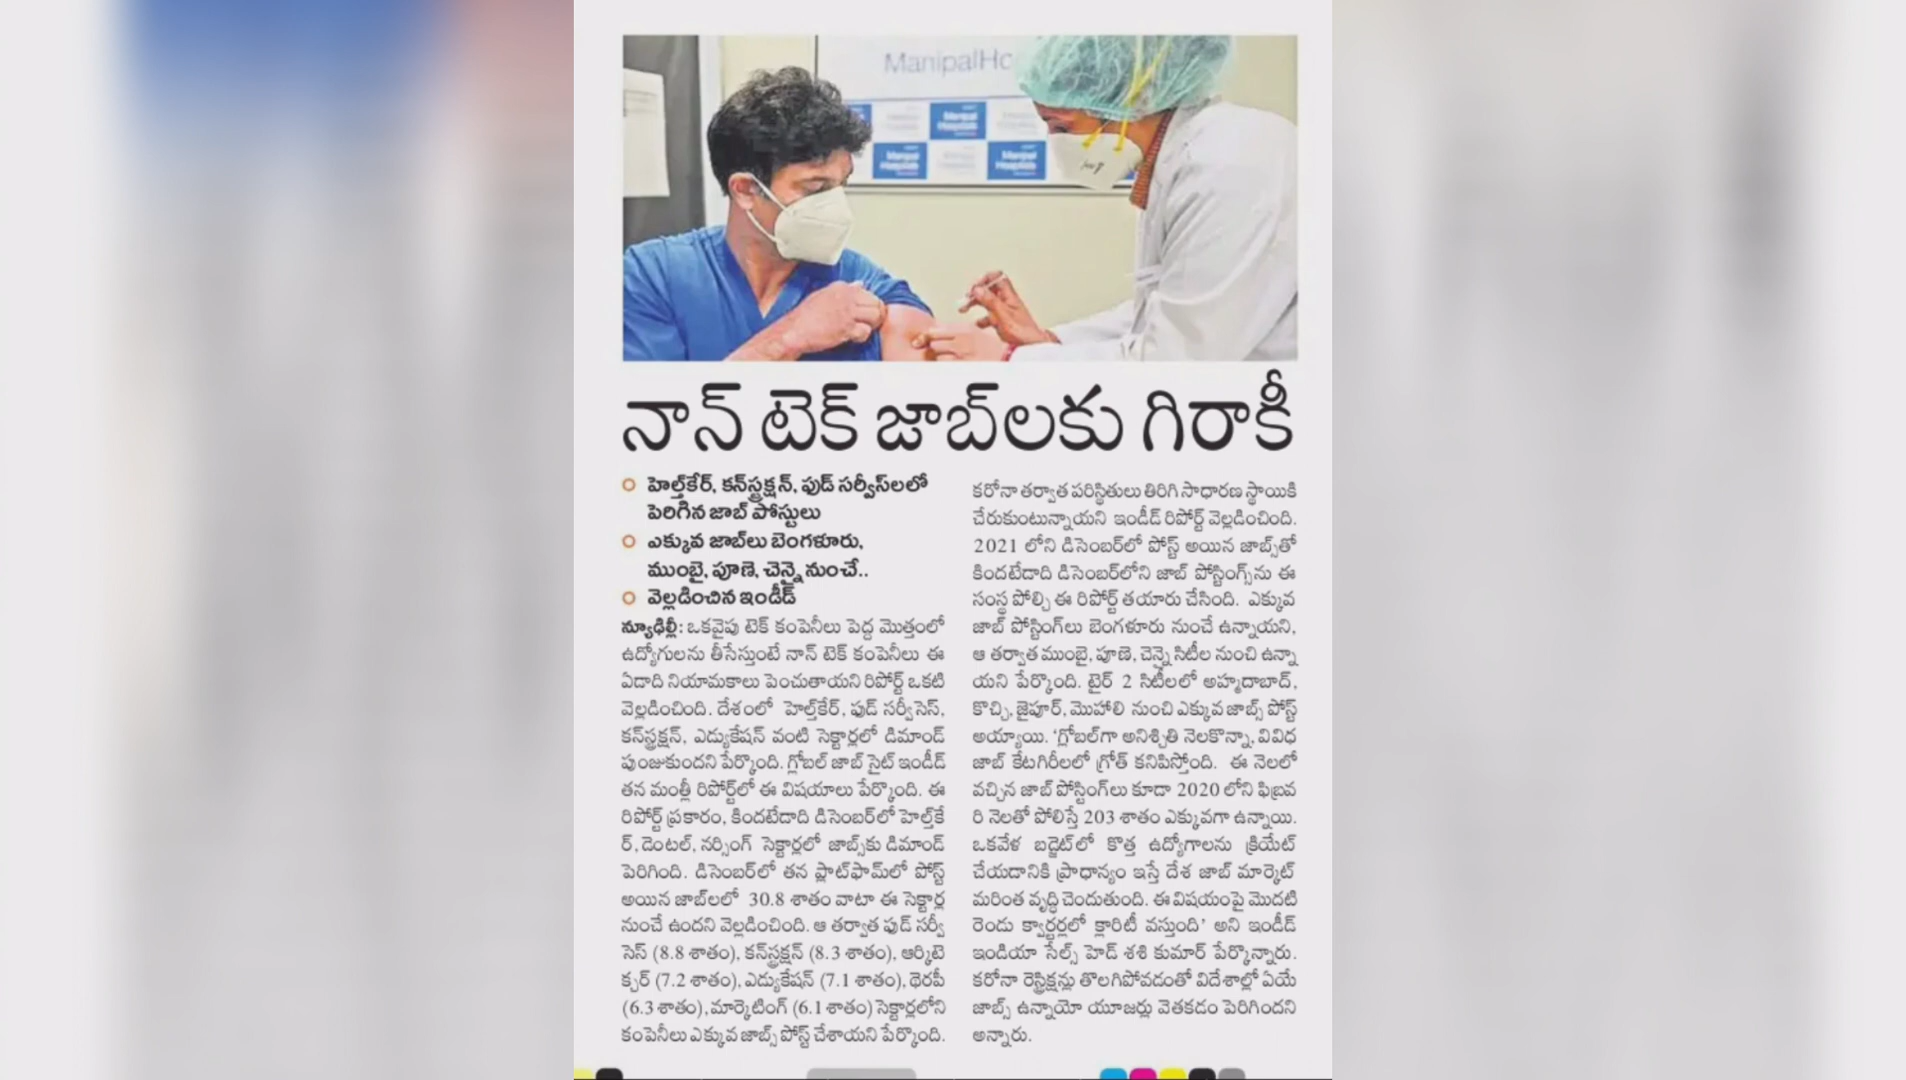 ManipalHo
Manipal
Hospitals
Manipal
Hospitals
Manipal
Hospitals
నాన్ టెక్ జాబ్‌లకు గిరాకీ
హెల్త్‌కేర్, కన్‌స్ట్రక్షన్, ఫుడ్ సర్వీస్‌లలో
పెరిగిన జాబ్ పోస్టులు
ఎక్కువ జాబ్‌లు బెంగళూరు,
ముంబై, పూణె, చెన్నై నుంచే..
వెల్లడించిన ఇండీడ్
న్యూఢిల్లీ: ఒకవైపు టెక్ కంపెనీలు పెద్ద మొత్తంలో
ఉద్యోగులను తీసేస్తుంటే నాన్ టెక్ కంపెనీలు ఈ
ఏడాది నియామకాలు పెంచుతాయని రిపోర్ట్ ఒకటి
వెల్లడించింది. దేశంలో హెల్త్‌కేర్, ఫుడ్ సర్వీసెస్,
కన్‌స్ట్రక్షన్, ఎడ్యుకేషన్ వంటి సెక్టార్లలో డిమాండ్
పుంజుకుందని పేర్కొంది. గ్లోబల్ జాబ్ సైట్ ఇండీడ్
తన మంత్లీ రిపోర్ట్‌లో ఈ విషయాలు పేర్కొంది. ఈ
రిపోర్ట్ ప్రకారం, కిందటేడాది డిసెంబర్‌లో హెల్త్‌కే
ర్, డెంటల్, నర్సింగ్ సెక్టార్లలో జాబ్స్‌కు డిమాండ్
పెరిగింది. డిసెంబర్‌లో తన ప్లాట్‌ఫామ్‌లో పోస్ట్
అయిన జాబ్‌లలో 30.8 శాతం వాటా ఈ సెక్టార్ల
నుంచే ఉందని వెల్లడించింది. ఆ తర్వాత ఫుడ్ సర్వీ
సెస్ (8.8 శాతం), కన్‌స్ట్రక్షన్ (8.3 శాతం), ఆర్కిటె
క్చర్ (7.2 శాతం), ఎడ్యుకేషన్ (7.1 శాతం), థెరపీ
(6.3 శాతం), మార్కెటింగ్ (6.1 శాతం) సెక్టార్లలోని
కంపెనీలు ఎక్కువ జాబ్స్ పోస్ట్ చేశాయని పేర్కొంది.
కరోనా తర్వాత పరిస్థితులు తిరిగి సాధారణ స్థాయికి
చేరుకుంటున్నాయని ఇండీడ్ రిపోర్ట్ వెల్లడించింది.
2021 లోని డిసెంబర్‌లో పోస్ట్ అయిన జాబ్స్‌తో
కిందటేడాది డిసెంబర్‌లోని జాబ్ పోస్టింగ్స్‌ను ఈ
సంస్థ పోల్చి ఈ రిపోర్ట్ తయారు చేసింది. ఎక్కువ
జాబ్ పోస్టింగ్‌లు బెంగళూరు నుంచే ఉన్నాయని,
ఆ తర్వాత ముంబై, పూణె, చెన్నై సిటీల నుంచి ఉన్నా
యని పేర్కొంది. టైర్ 2 సిటీలలో అహ్మదాబాద్,
కొచ్చి, జైపూర్, మొహాలి నుంచి ఎక్కువ జాబ్స్ పోస్ట్
అయ్యాయి. ‘గ్లోబల్‌గా అనిశ్చితి నెలకొన్నా, వివిధ
జాబ్ కేటగిరీలలో గ్రోత్ కనిపిస్తోంది. ఈ నెలలో
వచ్చిన జాబ్ పోస్టింగ్‌లు కూడా 2020 లోని ఫిబ్రవ
రి నెలతో పోలిస్తే 203 శాతం ఎక్కువగా ఉన్నాయి.
ఒకవేళ బడ్జెట్‌లో కొత్త ఉద్యోగాలను క్రియేట్
చేయడానికి ప్రాధాన్యం ఇస్తే దేశ జాబ్ మార్కెట్
మరింత వృద్ధి చెందుతుంది. ఈ విషయంపై మొదటి
రెండు క్వార్టర్లలో క్లారిటీ వస్తుంది’ అని ఇండీడ్
ఇండియా సేల్స్ హెడ్ శశి కుమార్ పేర్కొన్నారు.
కరోనా రెస్ట్రిక్షన్లు తొలగిపోవడంతో విదేశాల్లో ఏయే
జాబ్స్ ఉన్నాయో యూజర్లు వెతకడం పెరిగిందని
అన్నారు.